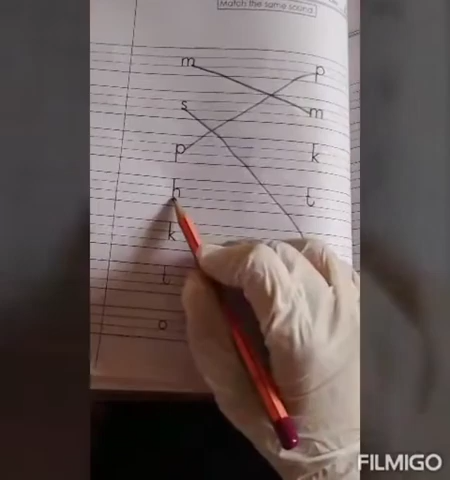 Match the same sound
m p
s m
p k
h t
k
t
o
FILMIGO